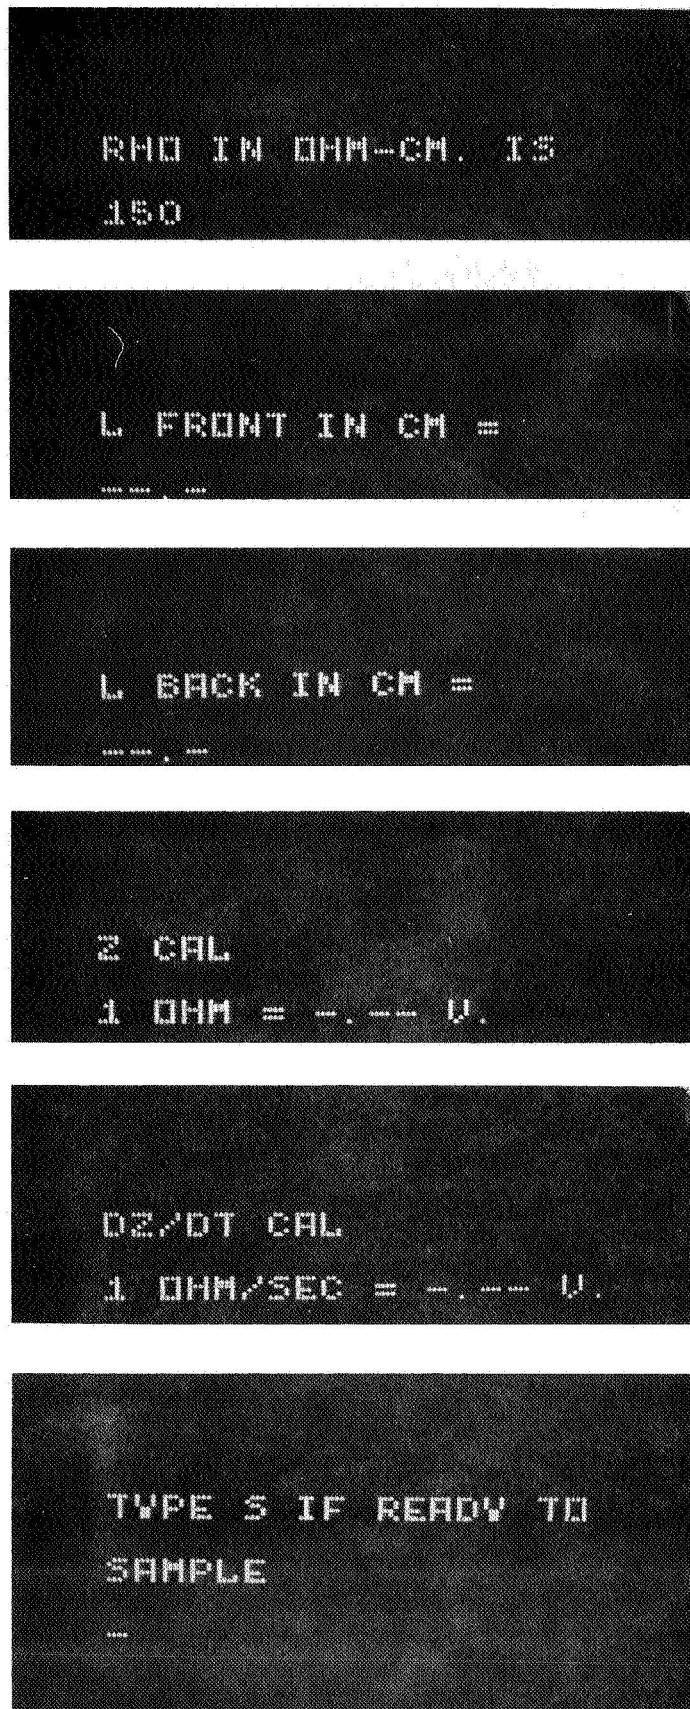 RHO IN OHM-CM. IS
150
L FRONT IN CM =
--.-
L BACK IN CM =
--.-
Z CAL
1 OHM = -.-- V.
DZ/DT CAL
1 OHM/SEC = -.-- V.
TYPE S IF READY TO
SAMPLE
-